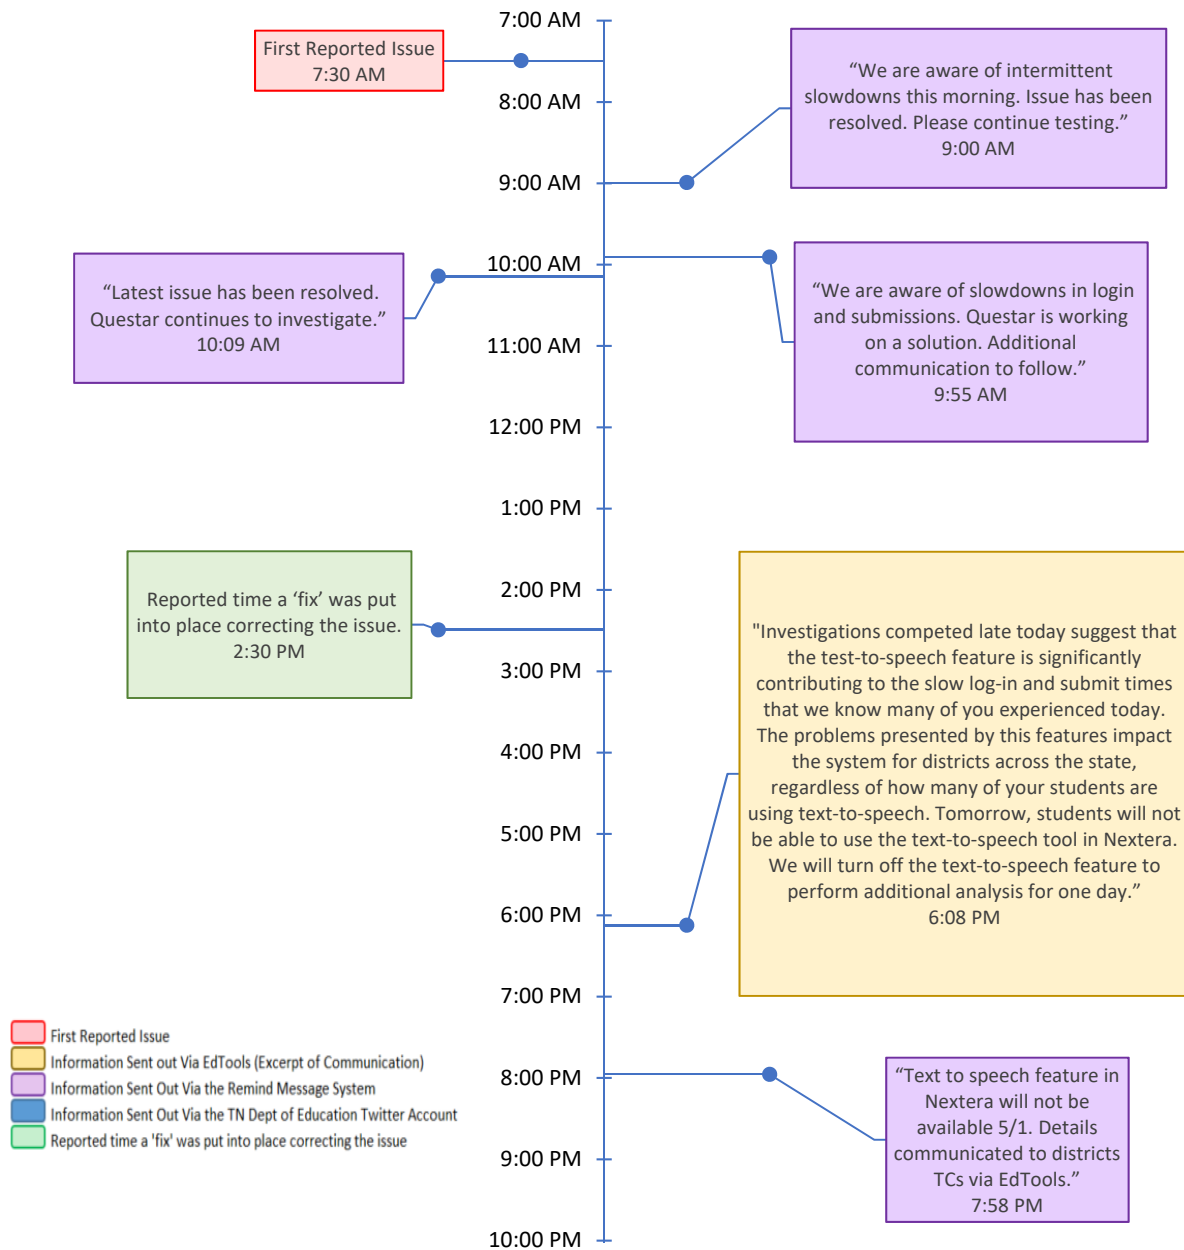 7:00 AM
First Reported Issue
7:30 AM
8:00 AM
“We are aware of intermittent
slowdowns this morning. Issue has been
resolved. Please continue testing.”
9:00 AM
9:00 AM
10:00 AM
“Latest issue has been resolved.
Questar continues to investigate.”
10:09 AM
“We are aware of slowdowns in login
and submissions. Questar is working
on a solution. Additional
communication to follow.”
9:55 AM
11:00 AM
12:00 PM
1:00 PM
2:00 PM
Reported time a ‘fix’ was put
into place correcting the issue.
2:30 PM
3:00 PM
"Investigations competed late today suggest that
the test-to-speech feature is significantly
contributing to the slow log-in and submit times
that we know many of you experienced today.
The problems presented by this features impact
the system for districts across the state,
regardless of how many of your students are
using text-to-speech. Tomorrow, students will not
be able to use the text-to-speech tool in Nextera.
We will turn off the text-to-speech feature to
perform additional analysis for one day.”
6:08 PM
4:00 PM
5:00 PM
6:00 PM
7:00 PM
First Reported Issue
Information Sent out Via EdTools (Excerpt of Communication)
Information Sent Out Via the Remind Message System
Information Sent Out Via the TN Dept of Education Twitter Account
Reported time a 'fix' was put into place correcting the issue
8:00 PM
“Text to speech feature in
Nextera will not be
available 5/1. Details
communicated to districts
TCs via EdTools.”
7:58 PM
9:00 PM
10:00 PM